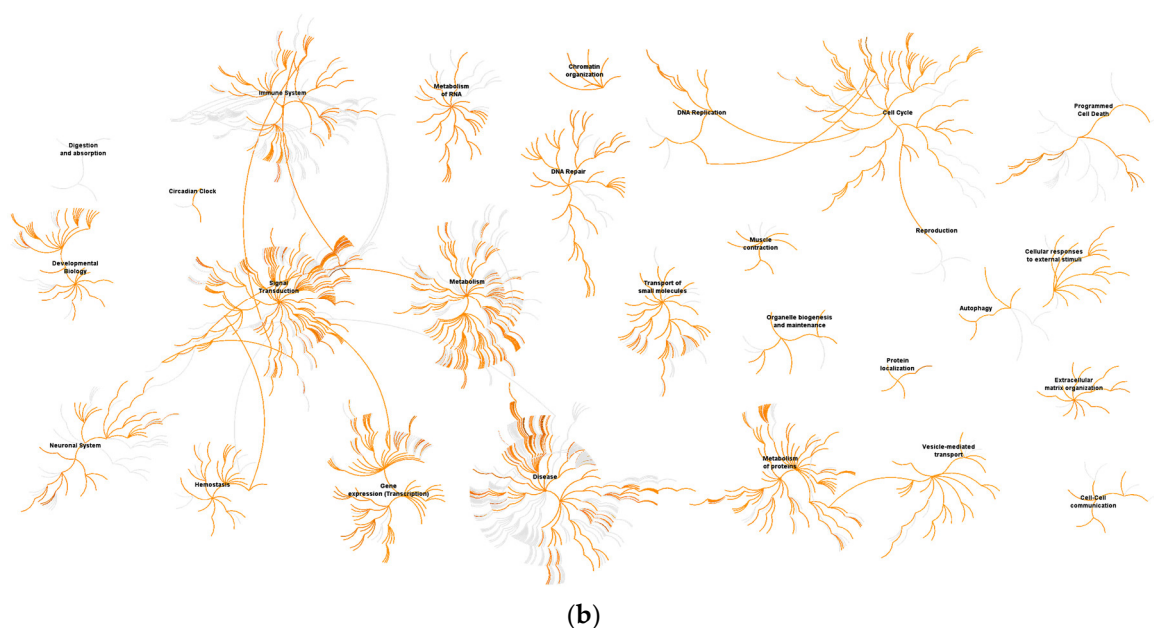 Immune System
Metabolism
of RNA
Chromatin
organization
DNA Replication
Cell Cycle
Programmed
Cell Death
Digestion
and absorption
Circadian Clock
DNA Repair
Developmental
Biology
Signal
Transduction
Metabolism
Transport of
small molecules
Muscle
contraction
Reproduction
Cellular responses
to external stimuli
Organelle biogenesis
and maintenance
Autophagy
Protein
localization
Extracellular
matrix organization
Neuronal System
Hemostasis
Gene
expression (Transcription)
Disease
Metabolism
of proteins
Vesicle-mediated
transport
Cell-Cell
communication
(b)